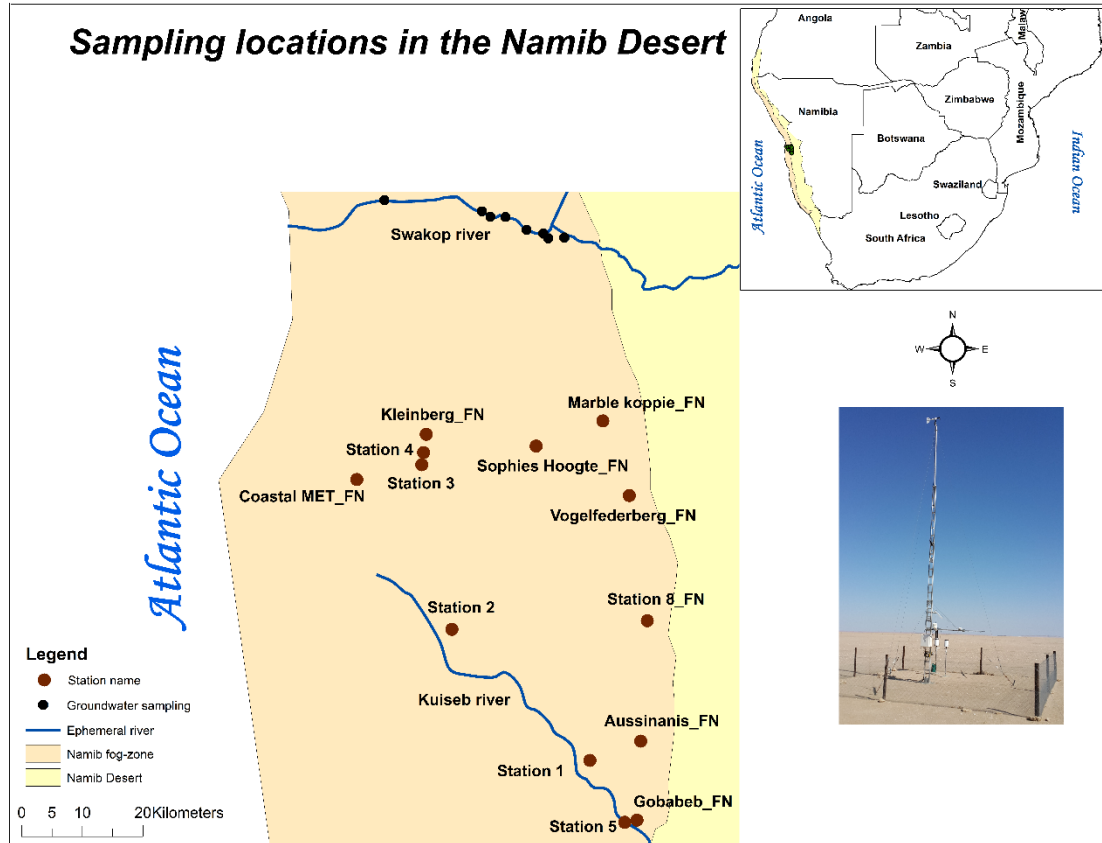 Sampling locations in the Namib Desert
Angola
Zambia
Malaw
Namibia
Zimbabwe
Mozambique
Botswana
Swaziland
Lesotho
South Africa
Atlantic Ocean
Indian Ocean
Swakop river
Atlantic Ocean
Marble koppie_FN
Kleinberg_FN
Station 4
Sophies Hoogte_FN
Station 3
Coastal MET_FN
Vogelfederberg_FN
Station 2
Station 8_FN
Kuiseb river
Aussinanis_FN
Station 1
Gobabeb_FN
Station 5
N
W E
S
Legend
Station name
Groundwater sampling
Ephemeral river
Namib fog-zone
Namib Desert
0 5 10 20Kilometers